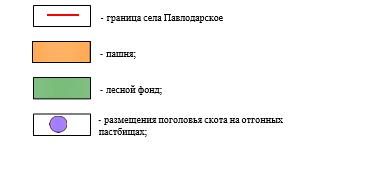 - граница села Павлодарское
- пашня;
- лесной фонд;
- размещения поголовья скота на отгонных
пастбищах;